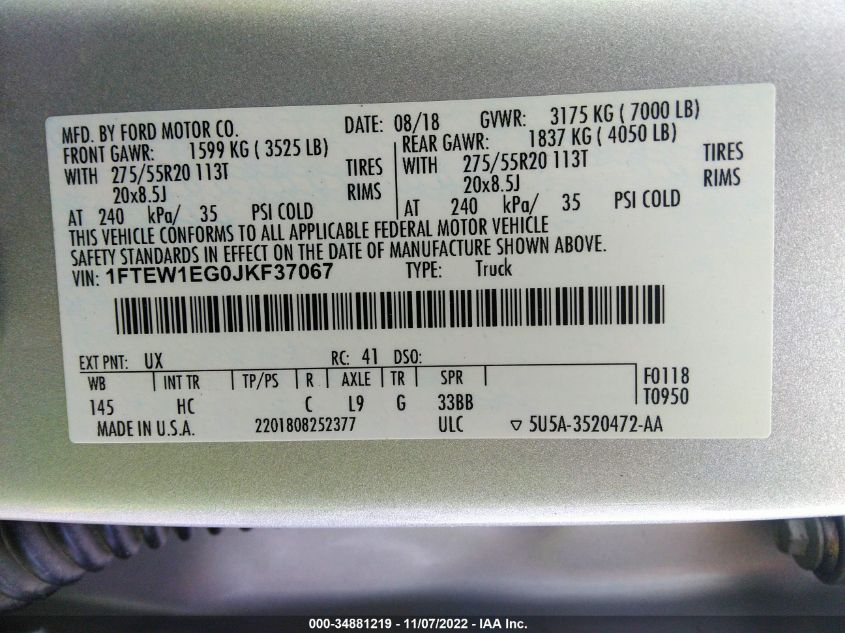 MFD. BY FORD MOTOR CO. DATE: 08/18 GVWR: 3175 KG ( 7000 LB)
FRONT GAWR: 1599 KG ( 3525 LB) REAR GAWR: 1837 KG ( 4050 LB)
WITH 275/55R20 113T TIRES WITH 275/55R20 113T TIRES
20x8.5J RIMS 20x8.5J RIMS
AT 240 kPa/ 35 PSI COLD AT 240 kPa/ 35 PSI COLD
THIS VEHICLE CONFORMS TO ALL APPLICABLE FEDERAL MOTOR VEHICLE
SAFETY STANDARDS IN EFFECT ON THE DATE OF MANUFACTURE SHOWN ABOVE.
VIN: 1FTEW1EG0JKF37067 TYPE: Truck
EXT PNT: UX RC: 41 DSO:
WB INT TR TP/PS R AXLE TR SPR F0118
145 HC C L9 G 33BB T0950
MADE IN U.S.A. 2201808252377 ULC ▽ 5U5A-3520472-AA
000-34881219 - 11/07/2022 - IAA Inc.